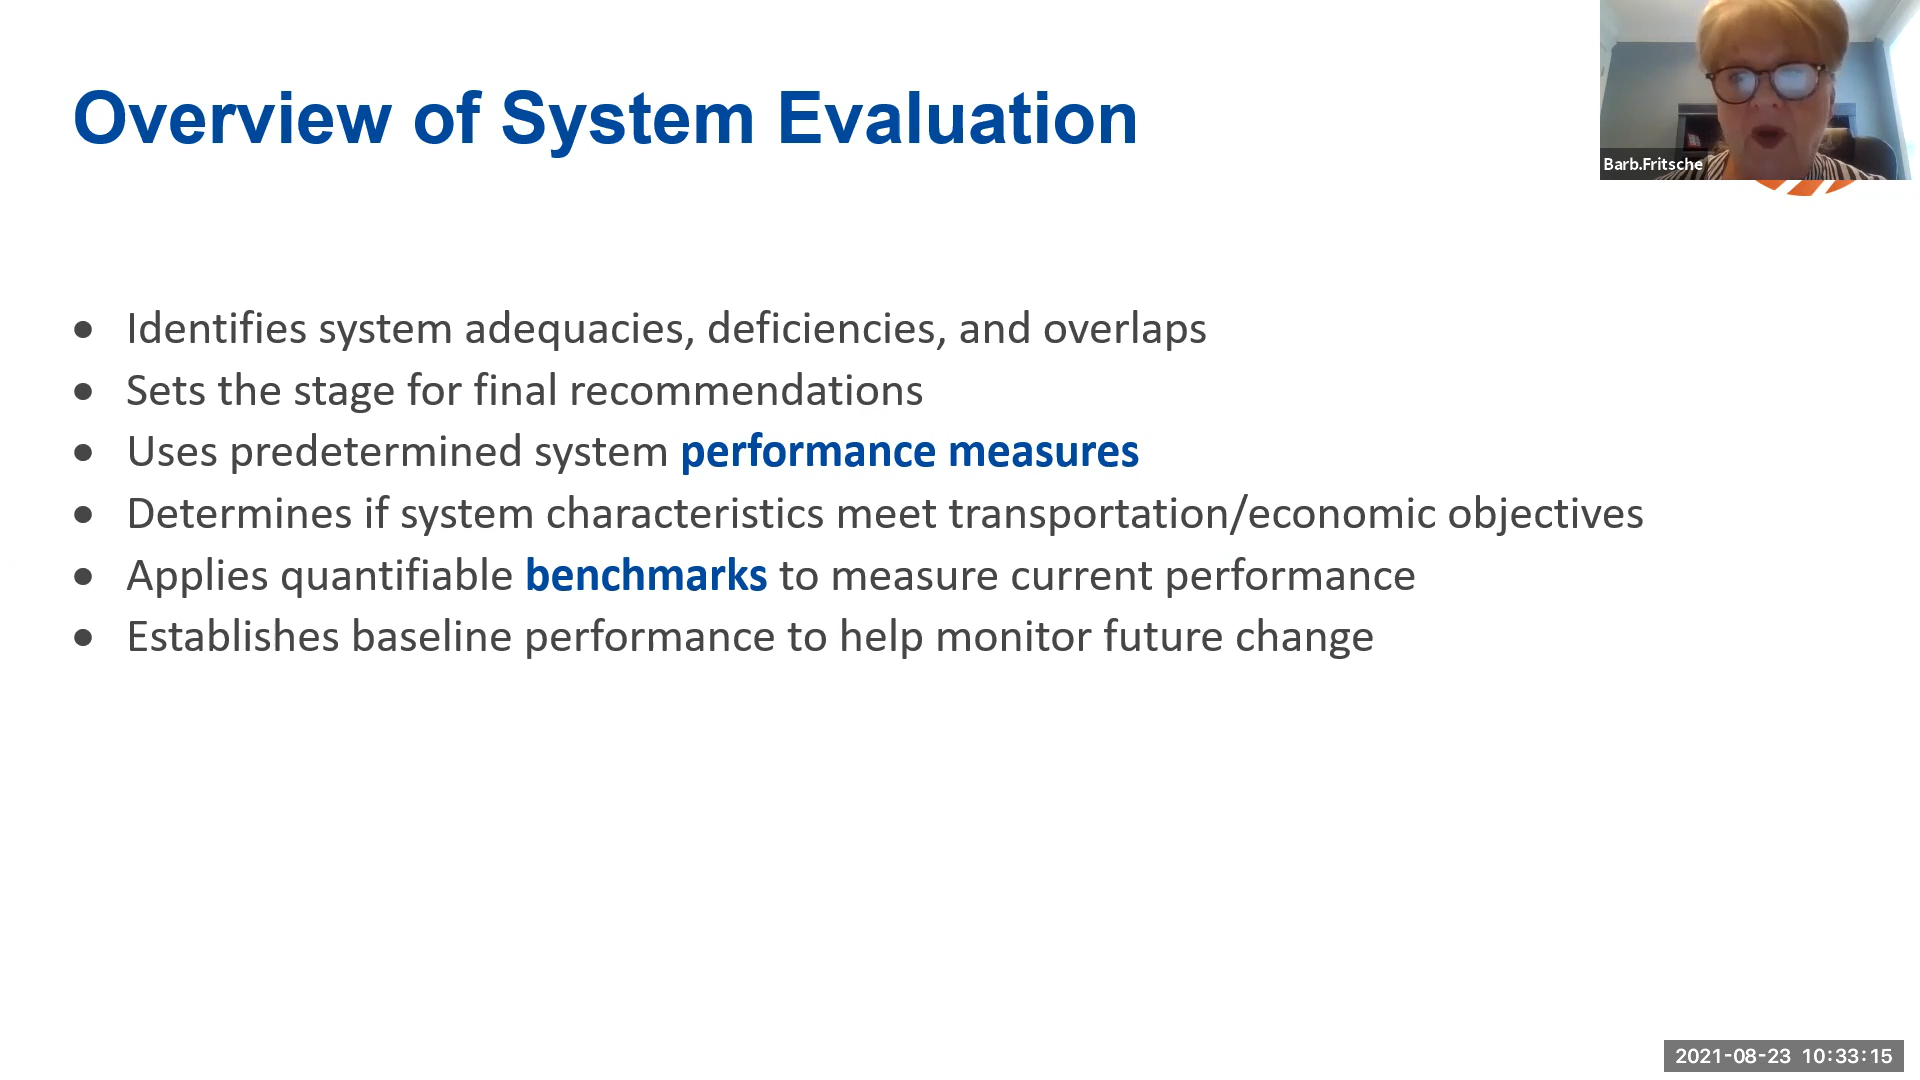 Overview of System Evaluation
Barb.Fritsche
• Identifies system adequacies, deficiencies, and overlaps
• Sets the stage for final recommendations
• Uses predetermined system performance measures
• Determines if system characteristics meet transportation/economic objectives
• Applies quantifiable benchmarks to measure current performance
• Establishes baseline performance to help monitor future change
2021-08-23 10:33:15